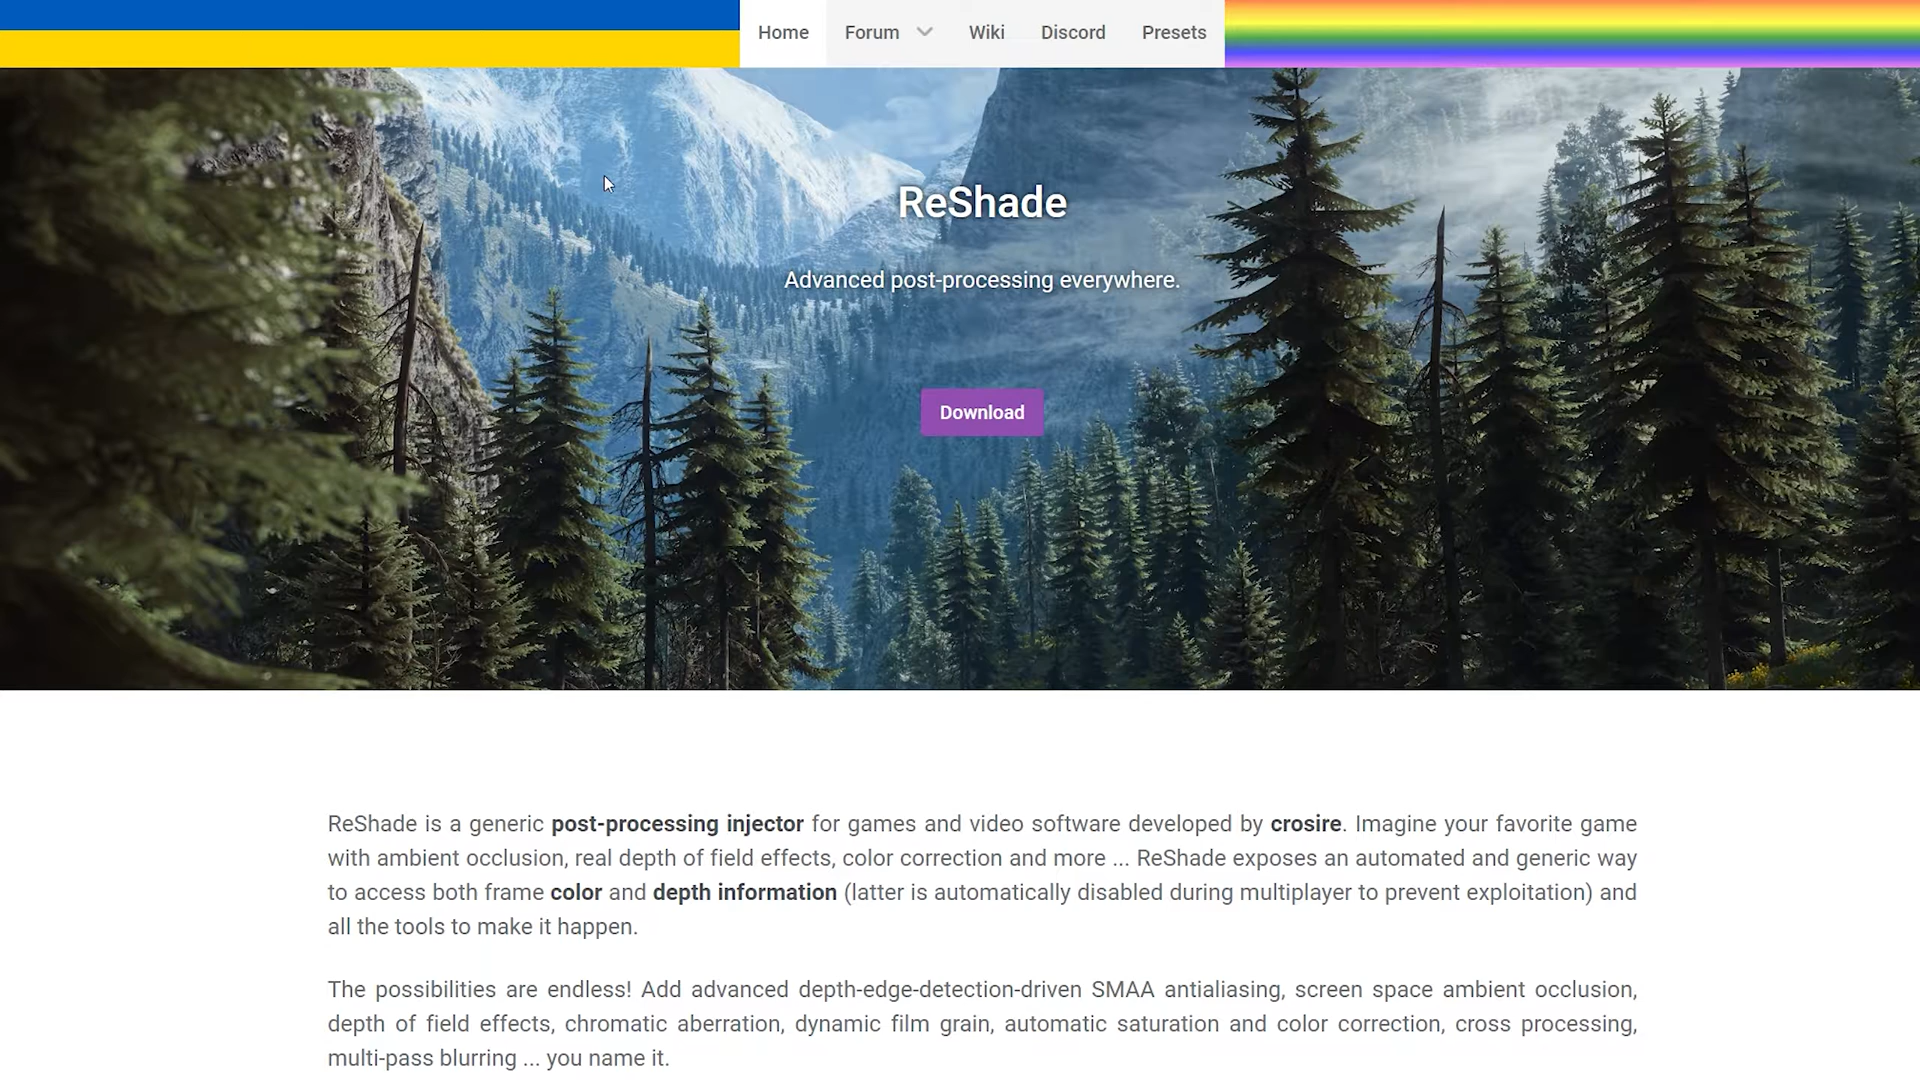 Home Forum Wiki Discord Presets
ReShade
Advanced post-processing everywhere.
Download
ReShade is a generic post-processing injector for games and video software developed by crosire. Imagine your favorite game
with ambient occlusion, real depth of field effects, color correction and more ... ReShade exposes an automated and generic way
to access both frame color and depth information (latter is automatically disabled during multiplayer to prevent exploitation) and
all the tools to make it happen.
The possibilities are endless! Add advanced depth-edge-detection-driven SMAA antialiasing, screen space ambient occlusion,
depth of field effects, chromatic aberration, dynamic film grain, automatic saturation and color correction, cross processing,
multi-pass blurring ... you name it.